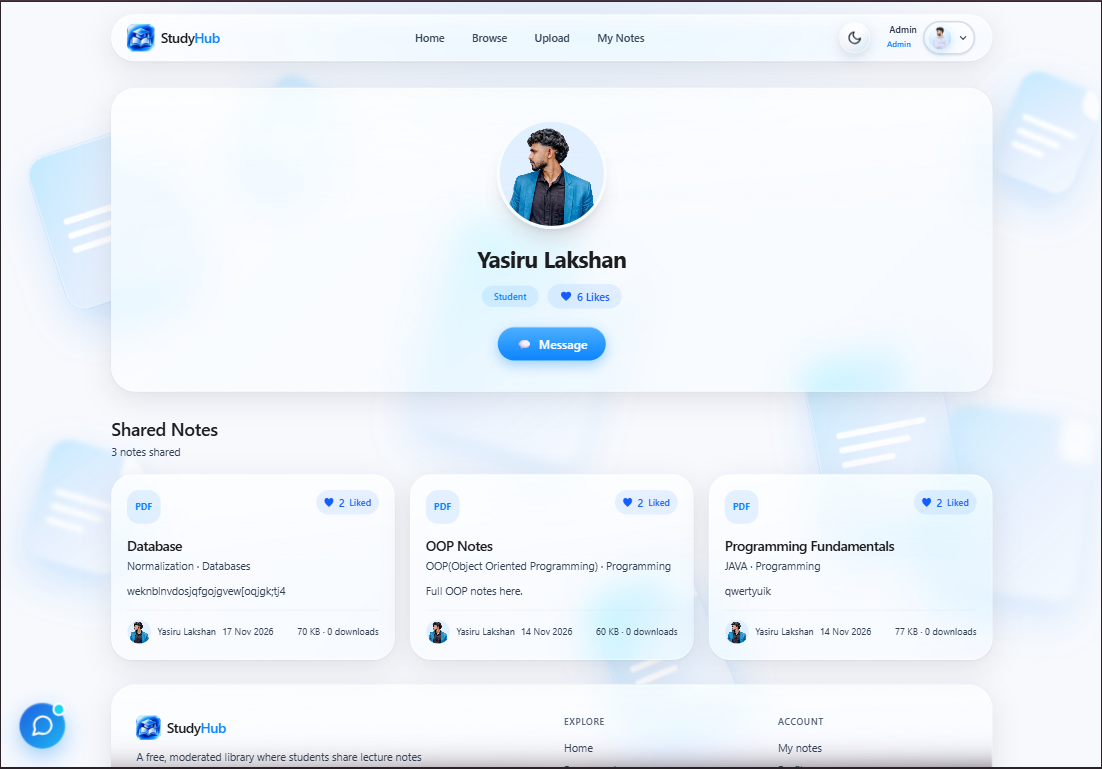 StudyHub
Home Browse Upload My Notes
Admin
Admin
Yasiru Lakshan
Student
6 Likes
Message
Shared Notes
3 notes shared
PDF
2 Liked
Database
Normalization · Databases
weknblnvdosjqfgojgvew[oqjgk;tj4
Yasiru Lakshan 17 Nov 2026 70 KB · 0 downloads
PDF
2 Liked
OOP Notes
OOP(Object Oriented Programming) · Programming
Full OOP notes here.
Yasiru Lakshan 14 Nov 2026 60 KB · 0 downloads
PDF
2 Liked
Programming Fundamentals
JAVA · Programming
qwertyuik
Yasiru Lakshan 14 Nov 2026 77 KB · 0 downloads
StudyHub
A free, moderated library where students share lecture notes
EXPLORE
Home
ACCOUNT
My notes